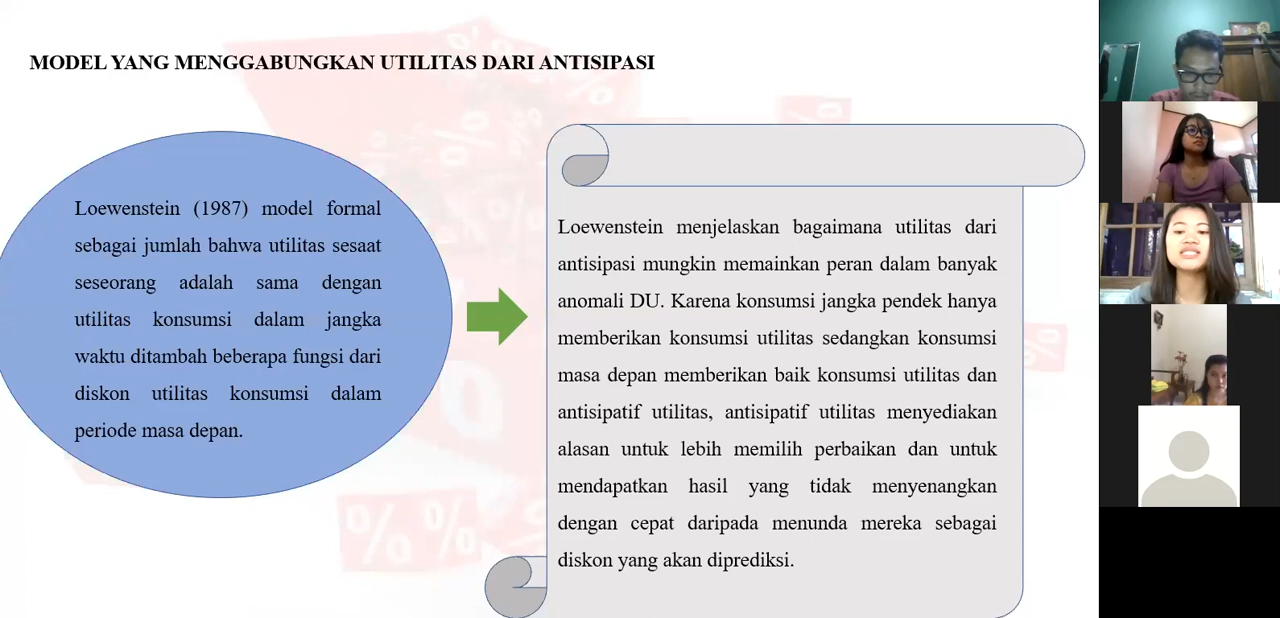 MODEL YANG MENGGABUNGKAN UTILITAS DARI ANTISIPASI
Loewenstein (1987) model formal
sebagai jumlah bahwa utilitas sesaat
seseorang adalah sama dengan
utilitas konsumsi dalam jangka
waktu ditambah beberapa fungsi dari
diskon utilitas konsumsi dalam
periode masa depan.
Loewenstein menjelaskan bagaimana utilitas dari
antisipasi mungkin memainkan peran dalam banyak
anomali DU. Karena konsumsi jangka pendek hanya
memberikan konsumsi utilitas sedangkan konsumsi
masa depan memberikan baik konsumsi utilitas dan
antisipatif utilitas, antisipatif utilitas menyediakan
alasan untuk lebih memilih perbaikan dan untuk
mendapatkan hasil yang tidak menyenangkan
dengan cepat daripada menunda mereka sebagai
diskon yang akan diprediksi.